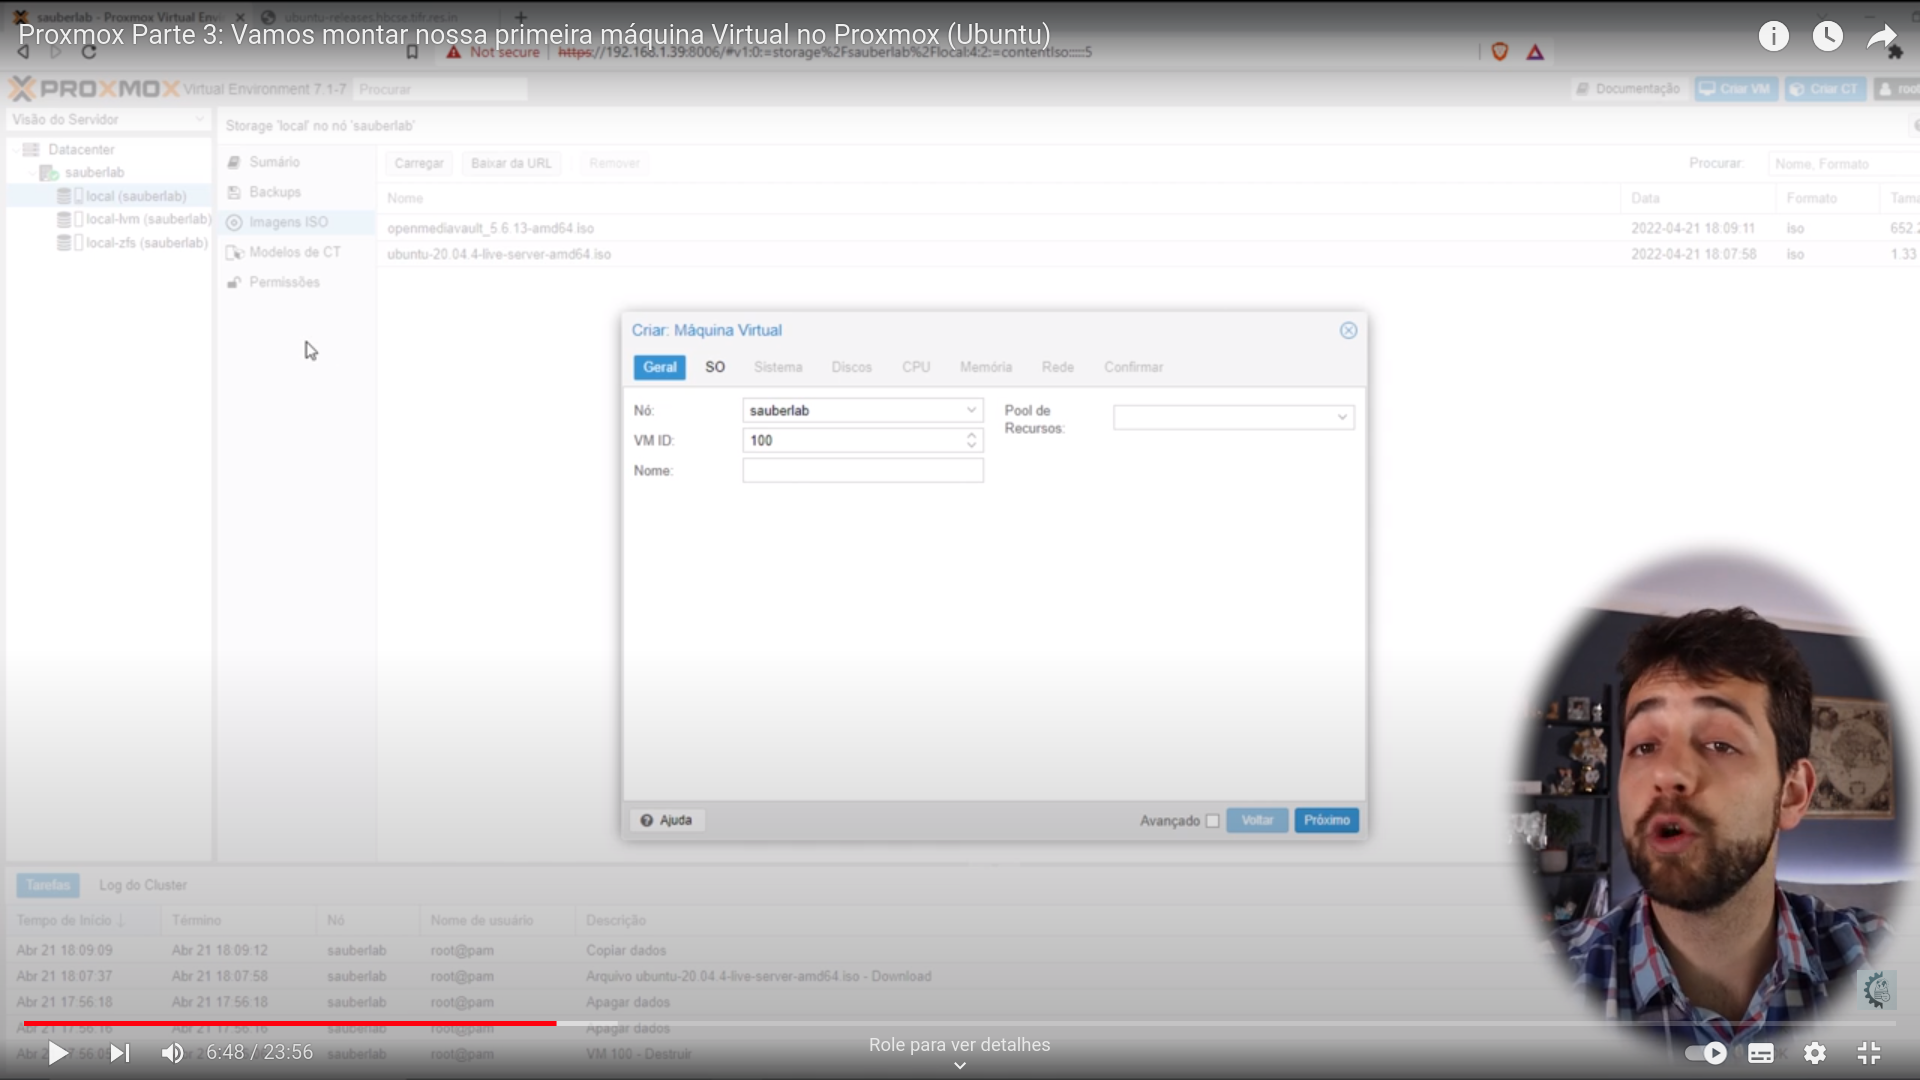 sauberlab - Proxmox Virtual Envi
ubuntu-releases.hbcse.tifr.res.in
Proxmox Parte 3: Vamos montar nossa primeira máquina Virtual no Proxmox (Ubuntu)
Not secure
https://192.168.1.39:8006/#v1:0:=storage%2Fsauberlab%2Flocal:4:2:=contentIso:::::5
PROXMOX Virtual Environment 7.1-7 Procurar
Documentação Criar VM Criar CT root
Visão do Servidor
Storage 'local' no nó 'sauberlab'
Datacenter
sauberlab
local (sauberlab)
local-lvm (sauberlab)
local-zfs (sauberlab)
Sumário
Backups
Imagens ISO
Modelos de CT
Permissões
Carregar Baixar da URL Remover
Procurar: Nome, Formato
Nome Data Formato Tama
openmediavault_5.6.13-amd64.iso 2022-04-21 18:09:11 iso 652.2
ubuntu-20.04.4-live-server-amd64.iso 2022-04-21 18:07:58 iso 1.33
Criar: Máquina Virtual
Geral SO Sistema Discos CPU Memória Rede Confirmar
Nó: sauberlab
VM ID: 100
Nome:
Pool de
Recursos:
Ajuda
Avançado Voltar Próximo
Tarefas Log do Cluster
Tempo de Início ↓ Término Nó Nome de usuário Descrição
Abr 21 18:09:09 Abr 21 18:09:12 sauberlab root@pam Copiar dados
Abr 21 18:07:37 Abr 21 18:07:58 sauberlab root@pam Arquivo ubuntu-20.04.4-live-server-amd64.iso - Download
Abr 21 17:56:18 Abr 21 17:56:18 sauberlab root@pam Apagar dados
Abr 21 17:56:16 Abr 21 17:56:16 sauberlab root@pam Apagar dados
sauberlab root@pam VM 100 - Destruir
6:48 / 23:56
Role para ver detalhes